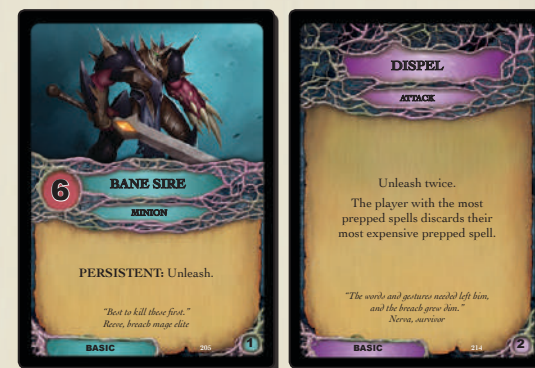 6
BANE SIRE
MINION
PERSISTENT: Unleash.
"Best to kill these first."
Reeve, breach mage elite
BASIC
205
1
DISPEL
ATTACK
Unleash twice.
The player with the most
prepped spells discards their
most expensive prepped spell.
"The words and gestures needed left him,
and the breach grew dim."
Nerva, survivor
BASIC
214
2